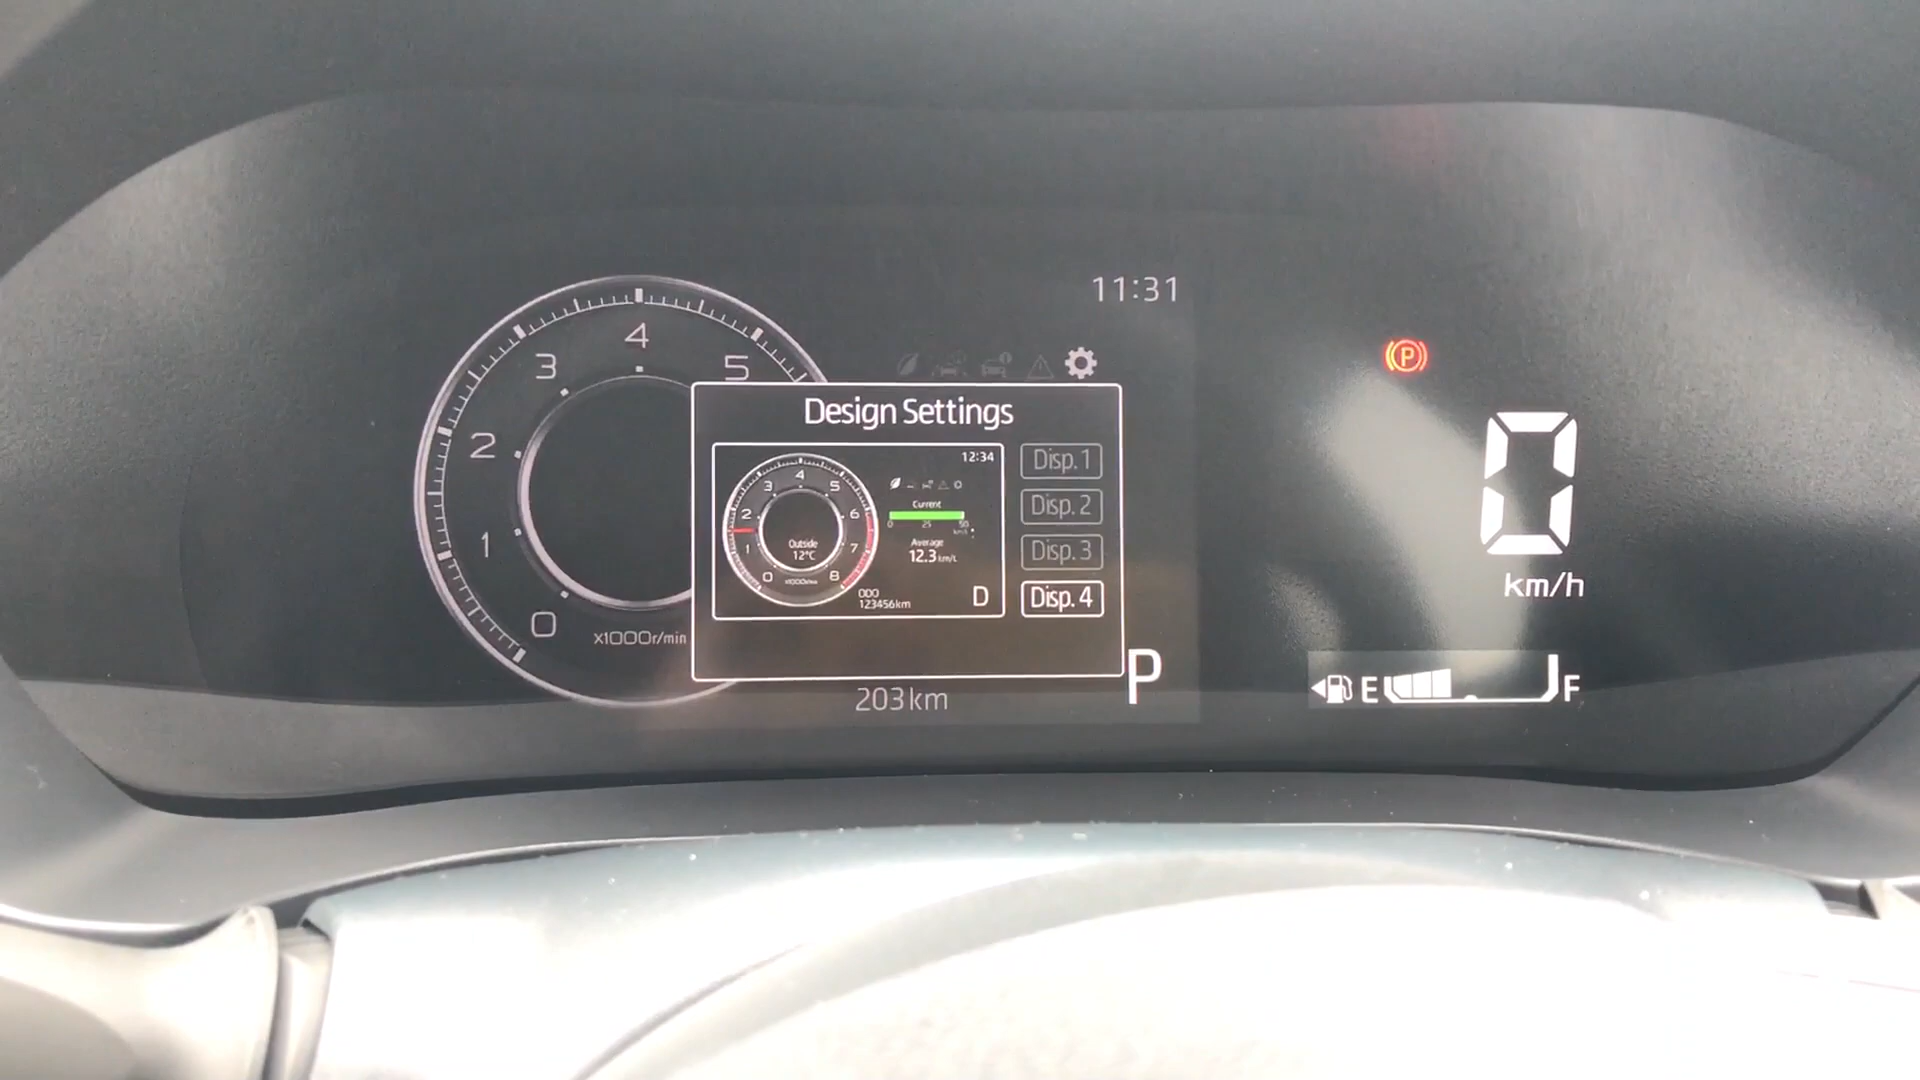 11:31
4
3
5
2
1
0
x1000r/min
Design Settings
12:34
4
3
5
2
6
1
7
0
8
Outside
12°C
x1000r/min
Current
0 25 50
km/L
Average
12.3 km/L
ODO
123456km
D
Disp. 1
Disp. 2
Disp. 3
Disp. 4
203km
P
P
0
km/h
E F